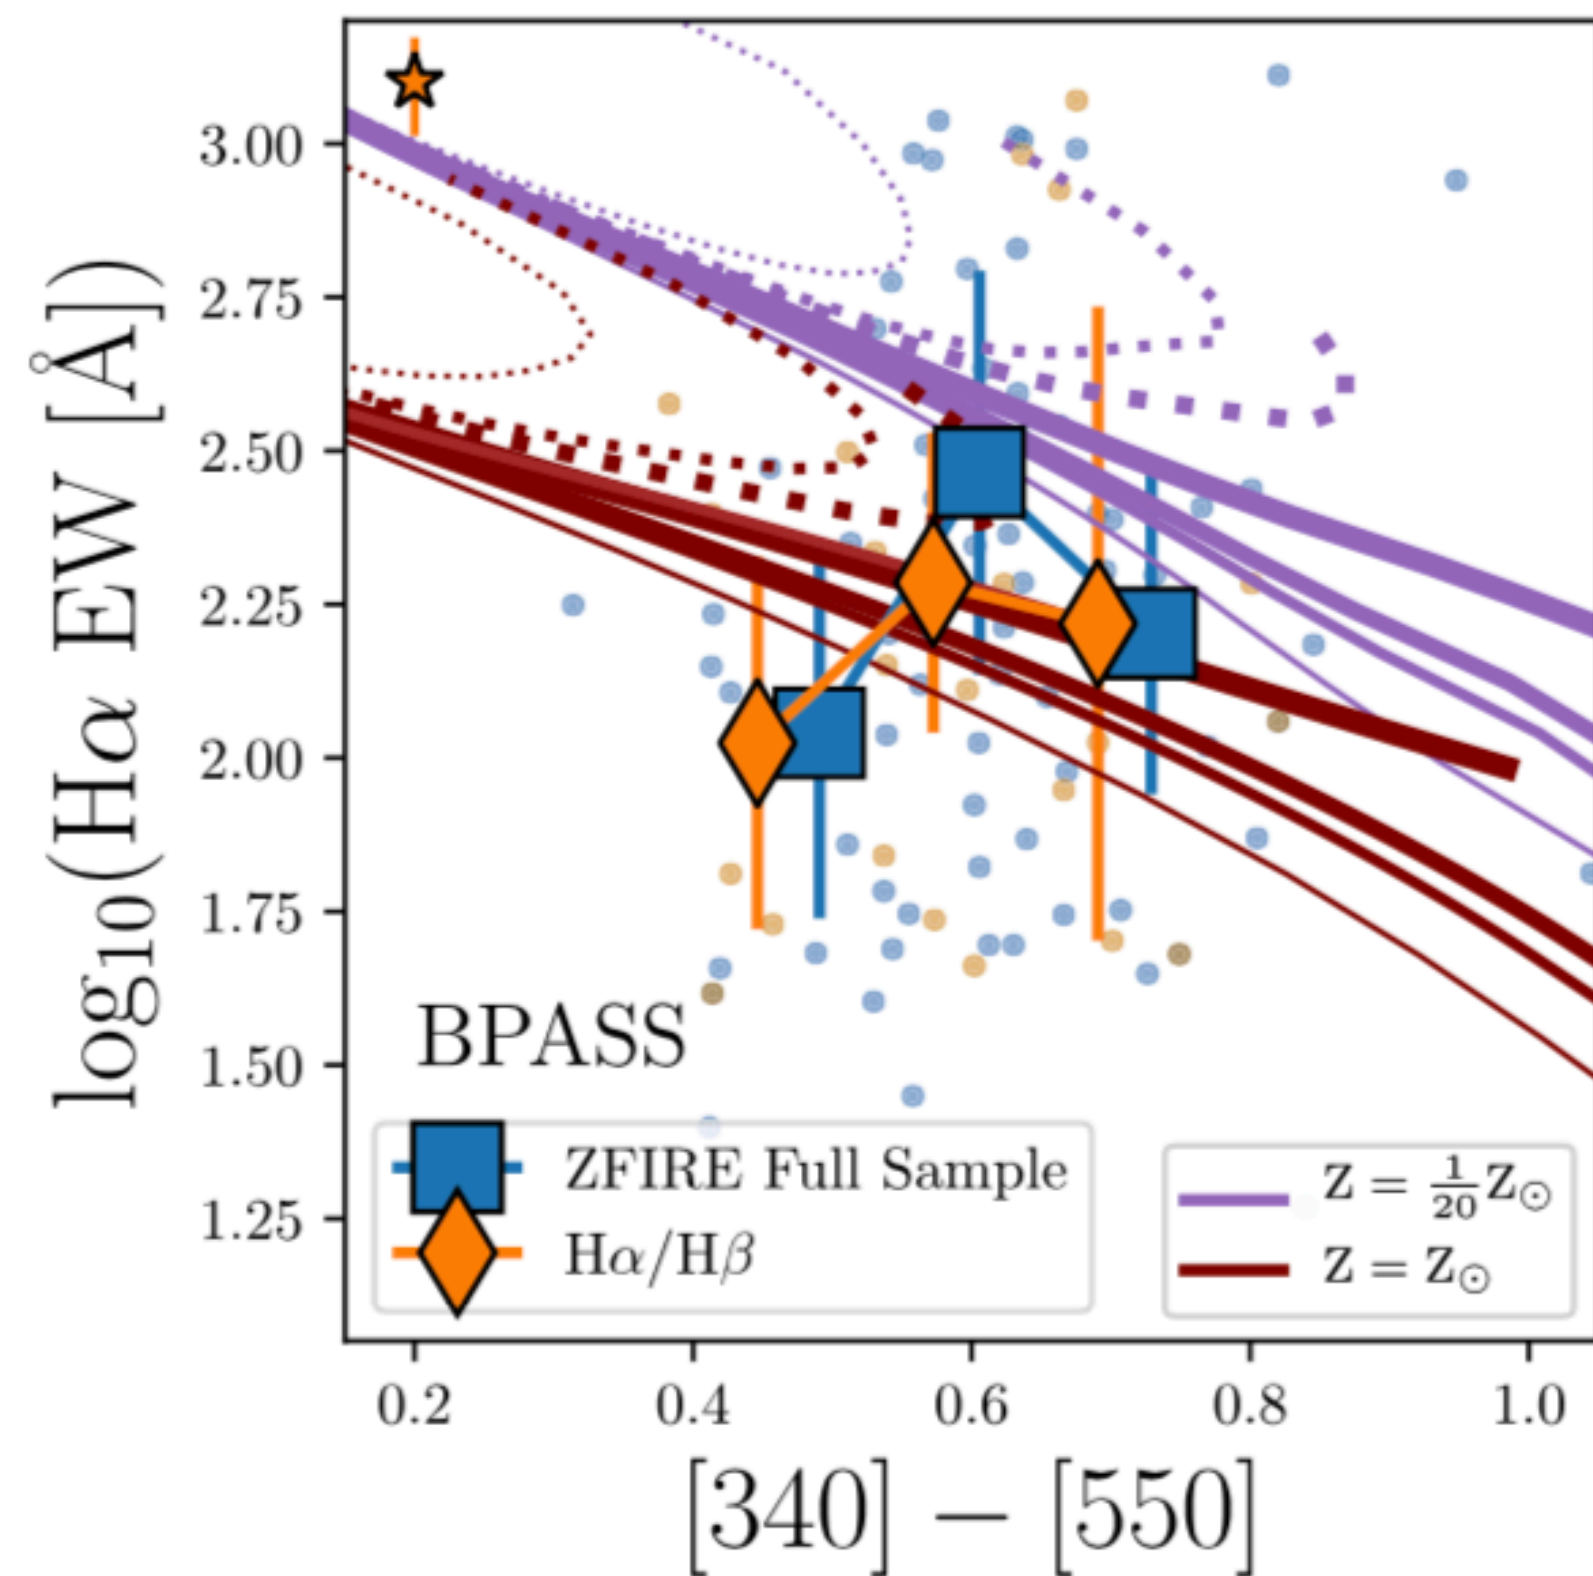 log₁₀(Hα EW [Å])
3.00
2.75
2.50
2.25
2.00
1.75
1.50
1.25
BPASS
ZFIRE Full Sample
Hα/Hβ
Z = 1/20 Z⊙
Z = Z⊙
0.2 0.4 0.6 0.8 1.0
[340] − [550]